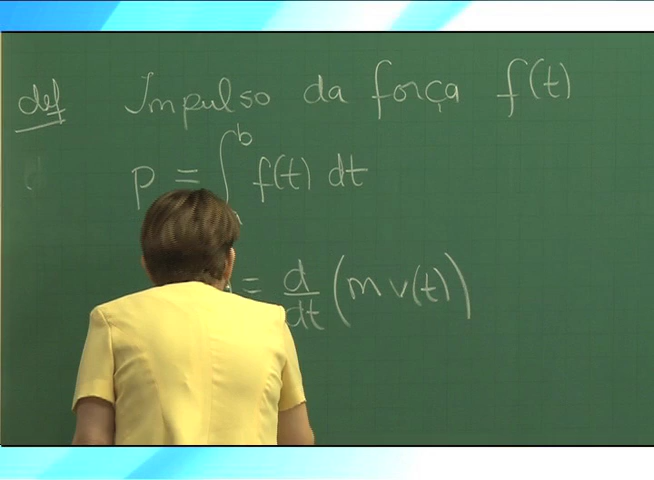 def Impulso da força f(t)
p = ∫ b f(t) dt
= d/dt (m v(t))